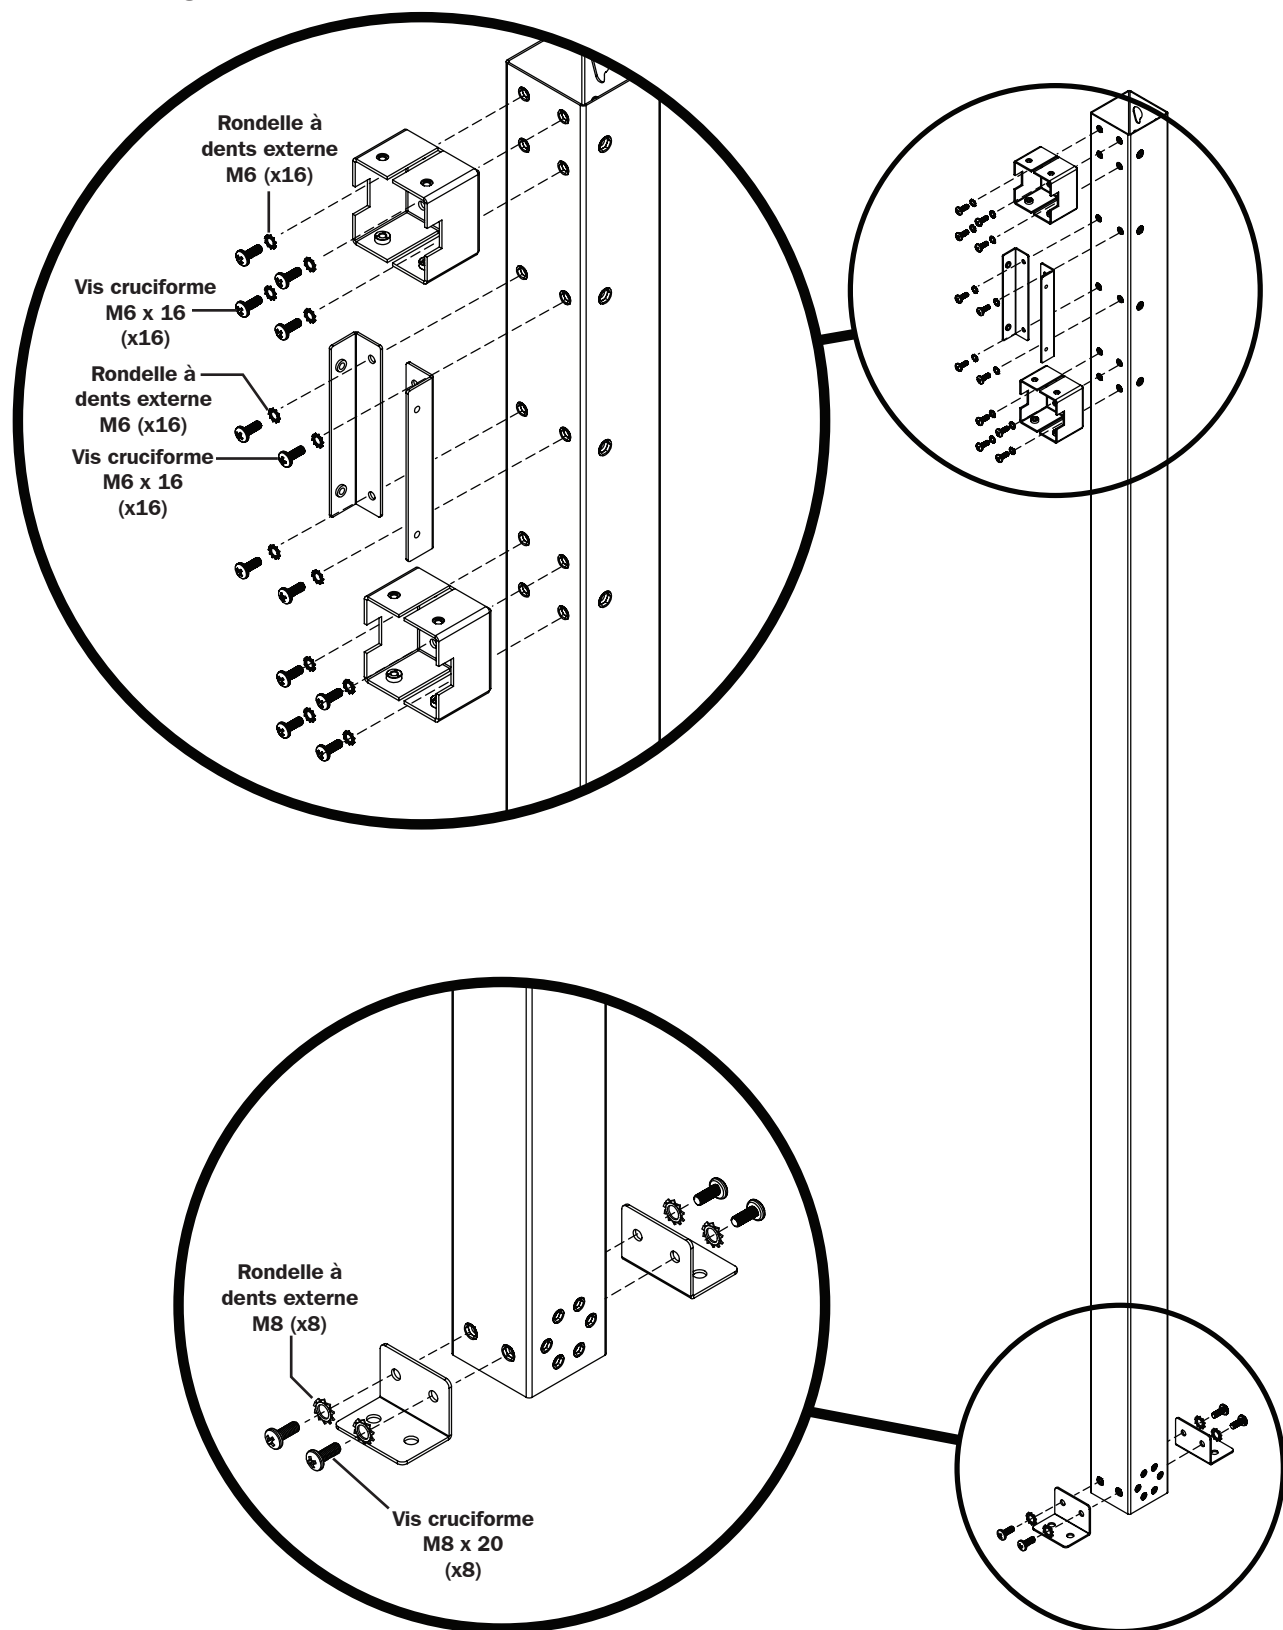 Rondelle à
dents externe
M6 (x16)
Vis cruciforme
M6 x 16
(x16)
Rondelle à
dents externe
M6 (x16)
Vis cruciforme
M6 x 16
(x16)
Rondelle à
dents externe
M8 (x8)
Vis cruciforme
M8 x 20
(x8)